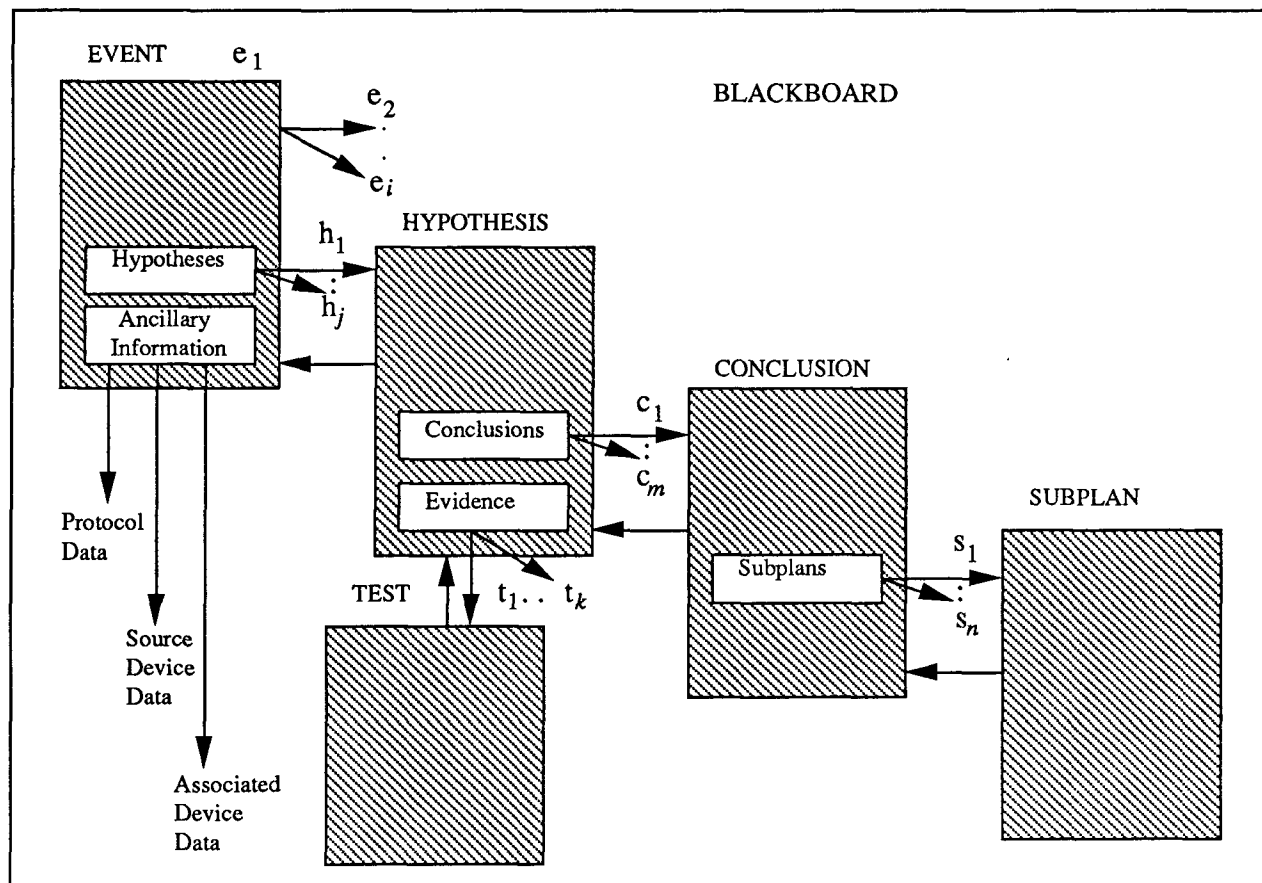 EVENT e1
BLACKBOARD
e2
.
.
ei
HYPOTHESIS
Hypotheses
h1
:
hj
Ancillary
Information
CONCLUSION
Conclusions
c1
:
cm
Evidence
SUBPLAN
Protocol
Data
TEST
t1 . . tk
Subplans
s1
:
sn
Source
Device
Data
Associated
Device
Data